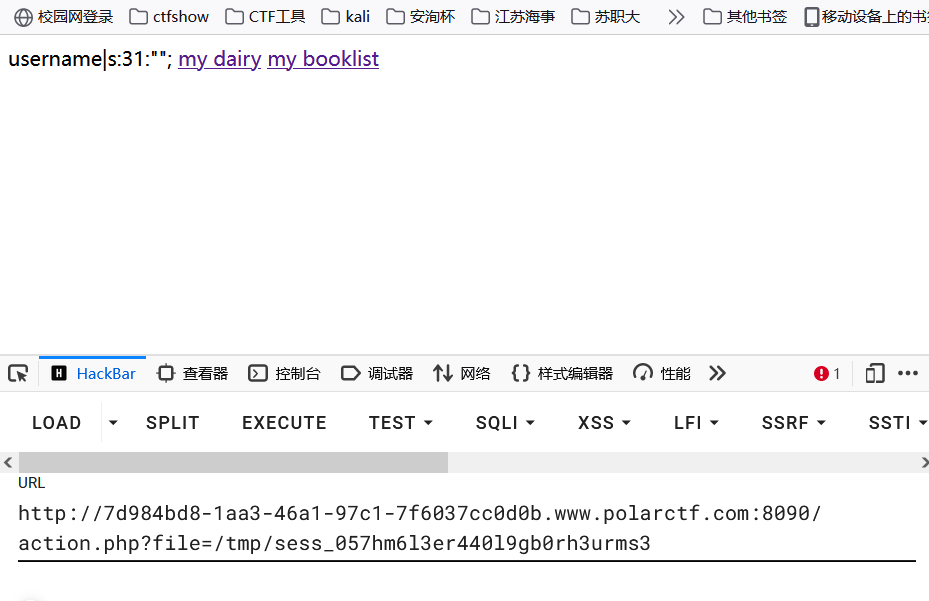 校园网登录 ctfshow CTF工具 kali 安洵杯 江苏海事 苏职大 其他书签 移动设备上的书签
username|s:31:""; my dairy my booklist
HackBar 查看器 控制台 调试器 网络 样式编辑器 性能 1
LOAD SPLIT EXECUTE TEST SQLI XSS LFI SSRF SSTI
URL
http://7d984bd8-1aa3-46a1-97c1-7f6037cc0d0b.www.polarctf.com:8090/
action.php?file=/tmp/sess_057hm6l3er440l9gb0rh3urms3